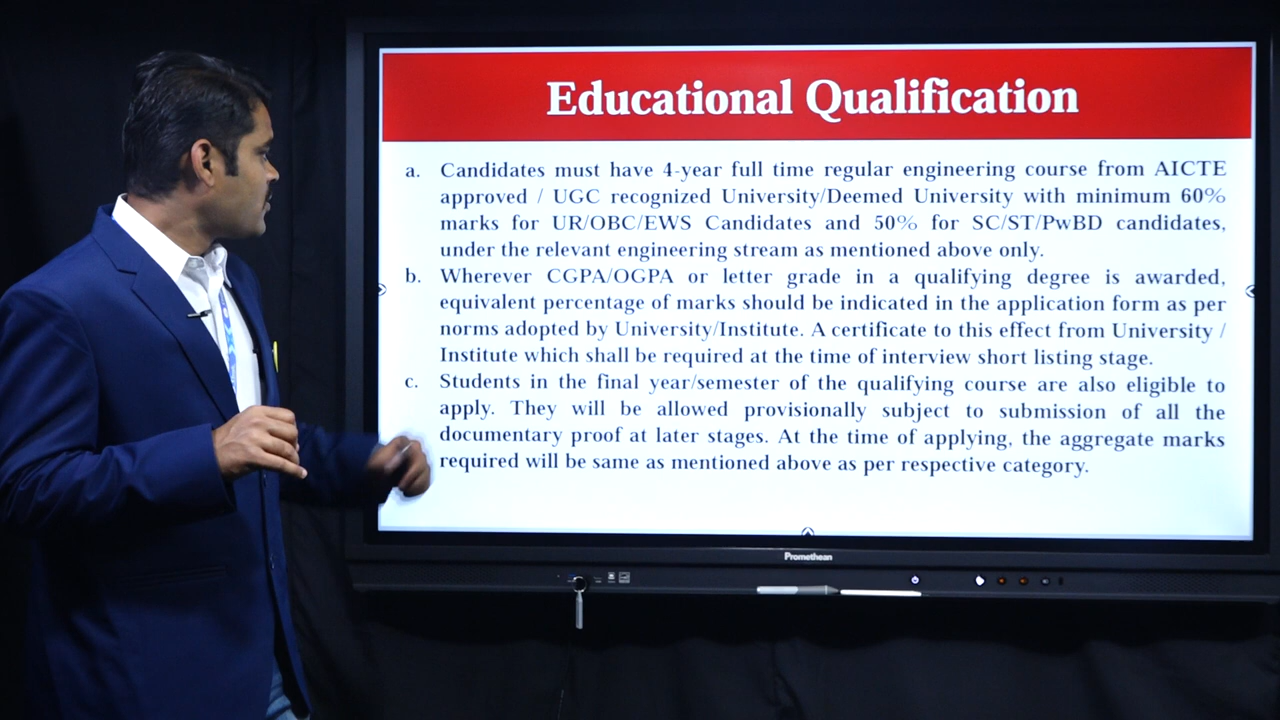 Educational Qualification
a. Candidates must have 4-year full time regular engineering course from AICTE
approved / UGC recognized University/Deemed University with minimum 60%
marks for UR/OBC/EWS Candidates and 50% for SC/ST/PwBD candidates,
under the relevant engineering stream as mentioned above only.
b. Wherever CGPA/OGPA or letter grade in a qualifying degree is awarded,
equivalent percentage of marks should be indicated in the application form as per
norms adopted by University/Institute. A certificate to this effect from University /
Institute which shall be required at the time of interview short listing stage.
c. Students in the final year/semester of the qualifying course are also eligible to
apply. They will be allowed provisionally subject to submission of all the
documentary proof at later stages. At the time of applying, the aggregate marks
required will be same as mentioned above as per respective category.
Promethean